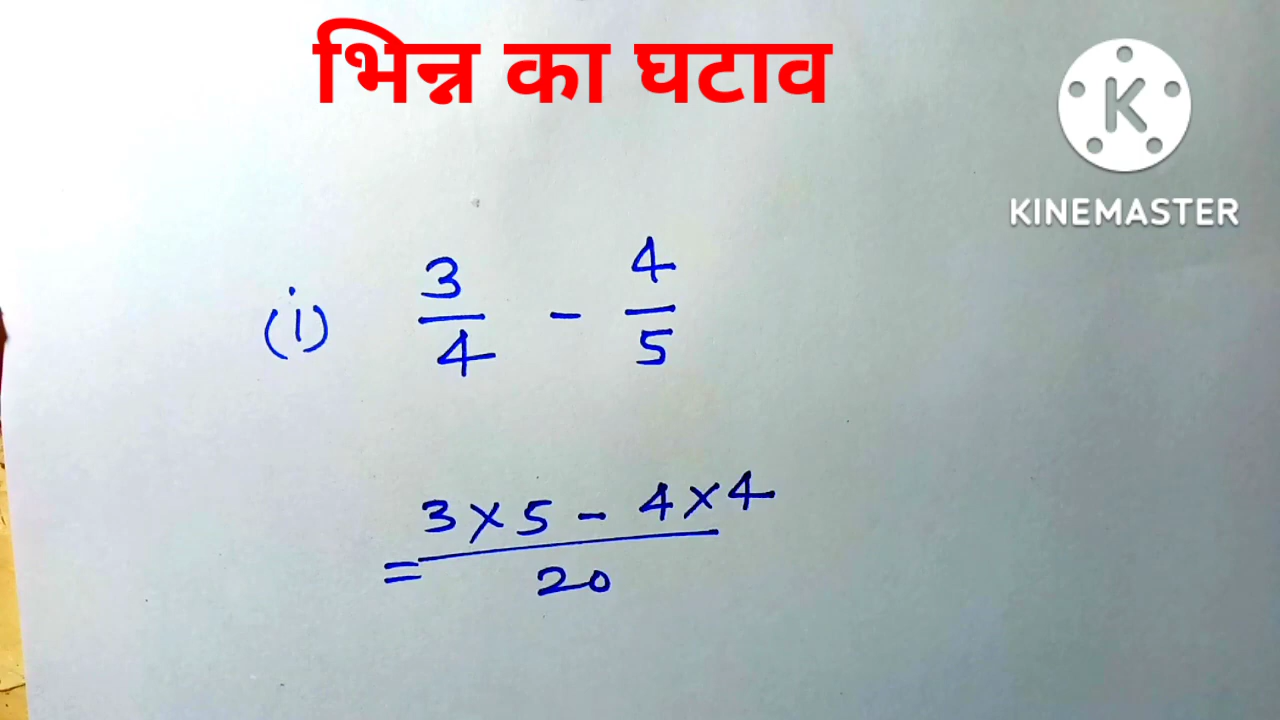 भिन्न का घटाव
K
KINEMASTER
(i) 3/4 - 4/5
= 3×5 - 4×4 / 20